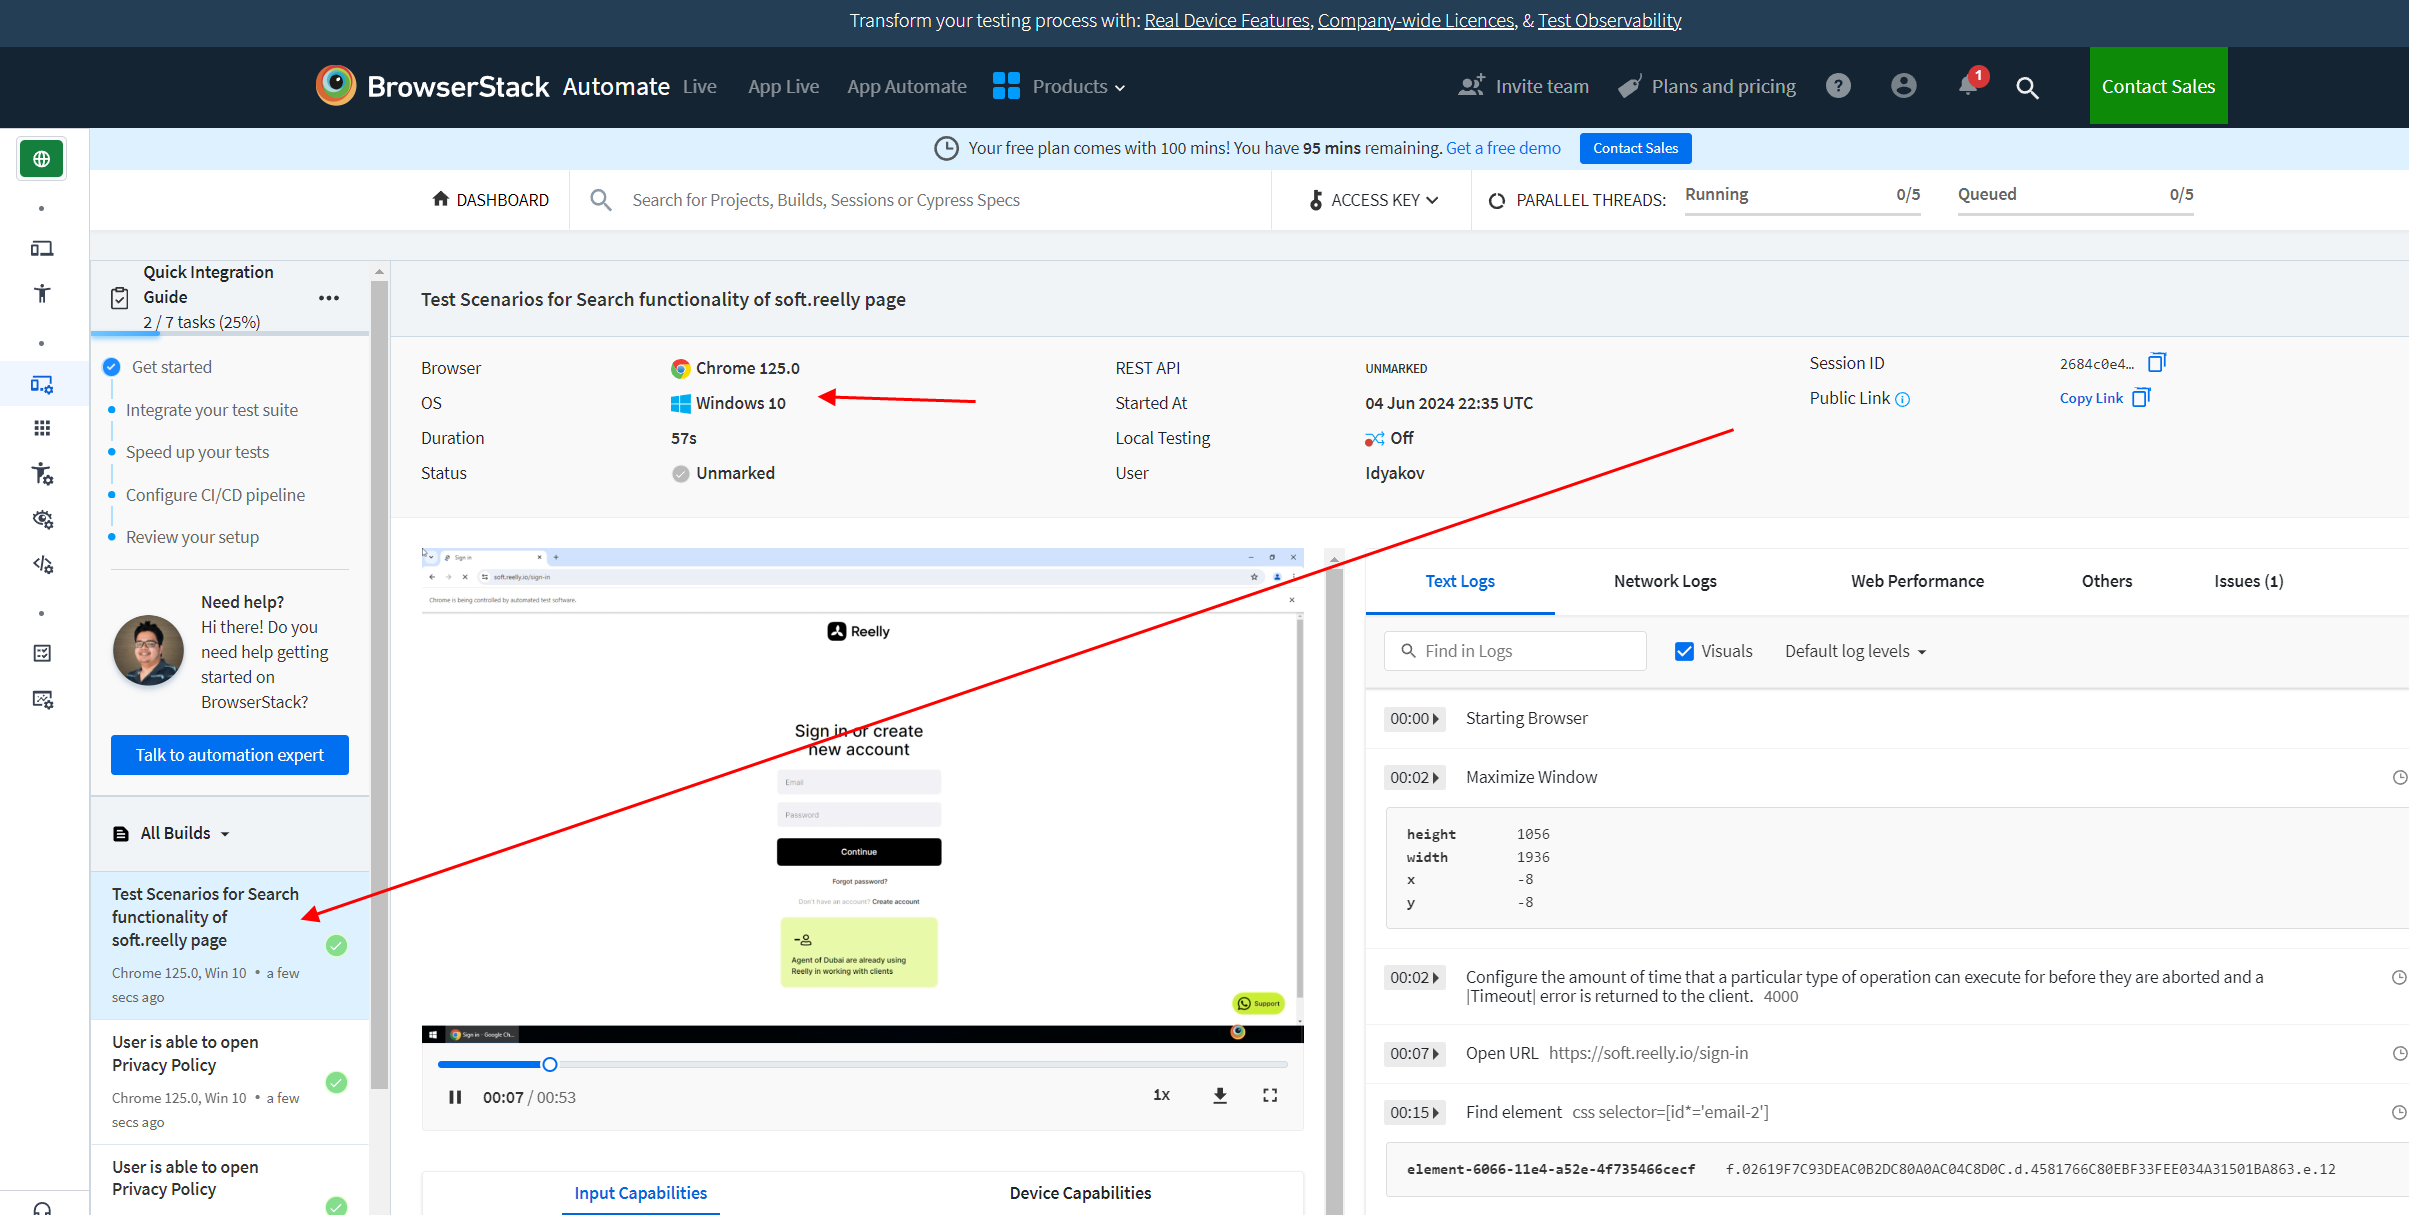 Transform your testing process with: Real Device Features, Company-wide Licences, & Test Observability
BrowserStack Automate Live App Live App Automate Products
Invite team Plans and pricing ? 1 Contact Sales
Your free plan comes with 100 mins! You have 95 mins remaining. Get a free demo Contact Sales
DASHBOARD Search for Projects, Builds, Sessions or Cypress Specs ACCESS KEY PARALLEL THREADS: Running 0/5 Queued 0/5
Quick Integration
Guide
2 / 7 tasks (25%)
Get started
Integrate your test suite
Speed up your tests
Configure CI/CD pipeline
Review your setup
Need help?
Hi there! Do you
need help getting
started on
BrowserStack?
Talk to automation expert
All Builds
Test Scenarios for Search
functionality of
soft.reelly page
Chrome 125.0, Win 10 • a few
secs ago
User is able to open
Privacy Policy
Chrome 125.0, Win 10 • a few
secs ago
User is able to open
Privacy Policy
Test Scenarios for Search functionality of soft.reelly page
Browser Chrome 125.0
OS Windows 10
Duration 57s
Status Unmarked
REST API UNMARKED
Started At 04 Jun 2024 22:35 UTC
Local Testing Off
User Idyakov
Session ID 2684c0e4...
Public Link Copy Link
Sign in
soft.reelly.io/sign-in
Chrome is being controlled by automated test software.
Reelly
Sign in or create
new account
Email
Password
Continue
Forgot password?
Don't have an account? Create account
Agent of Dubai are already using
Reelly in working with clients
Support
Sign in - Google Ch...
00:07 / 00:53 1x
Input Capabilities Device Capabilities
Text Logs Network Logs Web Performance Others Issues (1)
Find in Logs Visuals Default log levels
00:00 Starting Browser
00:02 Maximize Window
height 1056
width 1936
x -8
y -8
00:02 Configure the amount of time that a particular type of operation can execute for before they are aborted and a
|Timeout| error is returned to the client. 4000
00:07 Open URL https://soft.reelly.io/sign-in
00:15 Find element css selector=[id*='email-2']
element-6066-11e4-a52e-4f735466cecf f.02619F7C93DEAC0B2DC80A0AC04C8D0C.d.4581766C80EBF33FEE034A31501BA863.e.12